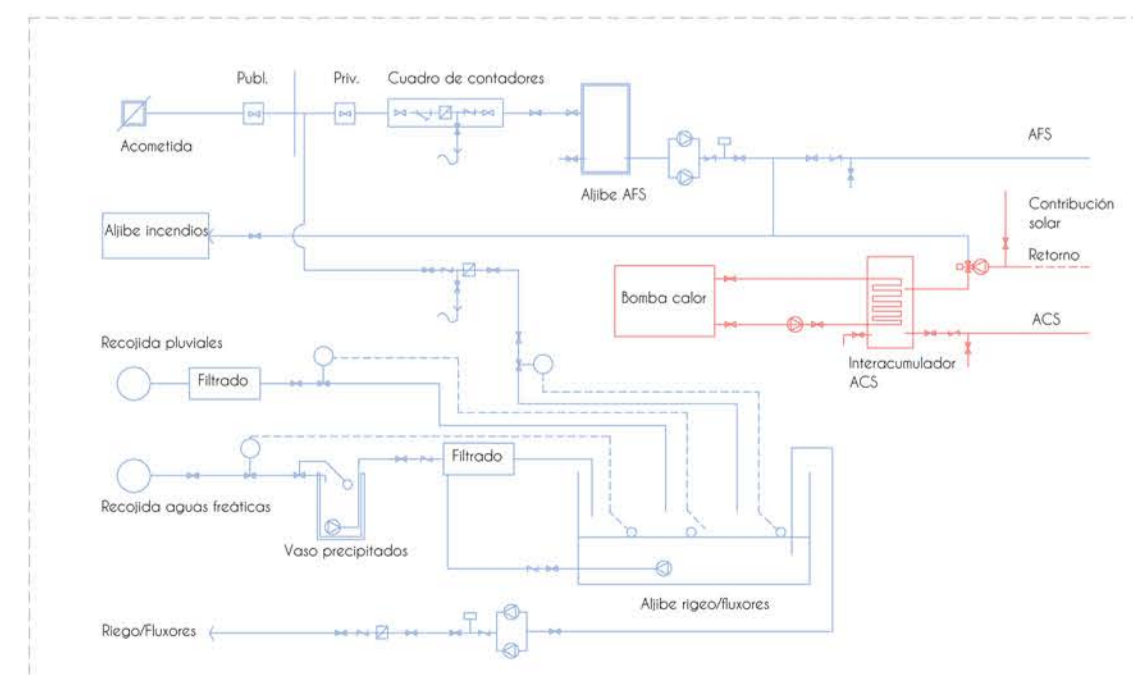 Publ.
Priv.
Cuadro de contadores
Acometida
AFS
Aljibe AFS
Contribución
solar
Aljibe incendios
Retorno
Bomba calor
ACS
Recojida pluviales
Interacumulador
ACS
Filtrado
Filtrado
Recojida aguas freáticas
Vaso precipitados
Aljibe rigeo/fluxores
Riego/Fluxores